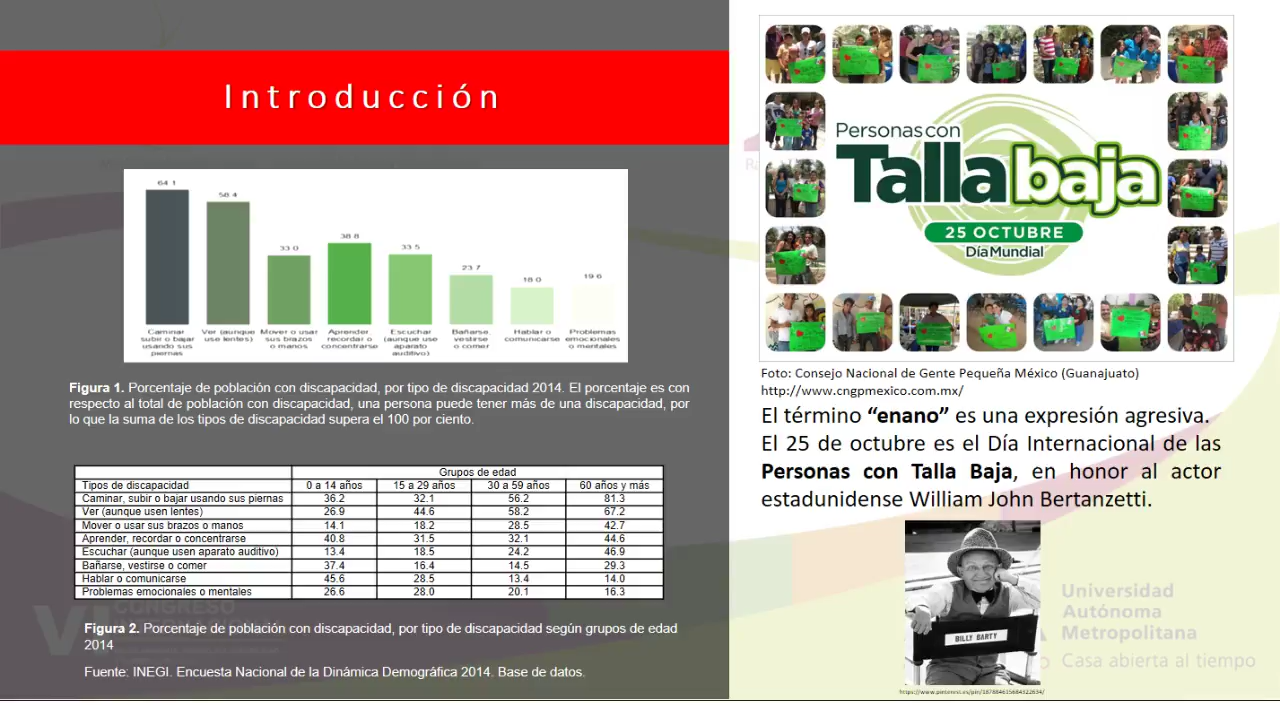 Introducción
64.1
58.4
33.0
38.8
33.5
23.7
18.0
19.6
Caminar
subir o bajar
usando sus
piernas
Ver (aunque
use lentes)
Mover o usar
sus brazos
o manos
Aprender
recordar o
concentrarse
Escuchar
(aunque use
aparato
auditivo)
Bañarse,
vestirse
o comer
Hablar o
comunicarse
Problemas
emocionales
o mentales
Figura 1. Porcentaje de población con discapacidad, por tipo de discapacidad 2014. El porcentaje es con
respecto al total de población con discapacidad, una persona puede tener más de una discapacidad, por
lo que la suma de los tipos de discapacidad supera el 100 por ciento.
Grupos de edad
Tipos de discapacidad 0 a 14 años 15 a 29 años 30 a 59 años 60 años y más
Caminar, subir o bajar usando sus piernas 36.2 32.1 56.2 81.3
Ver (aunque usen lentes) 26.9 44.6 58.2 67.2
Mover o usar sus brazos o manos 14.1 18.2 28.5 42.7
Aprender, recordar o concentrarse 40.8 31.5 32.1 44.6
Escuchar (aunque usen aparato auditivo) 13.4 18.5 24.2 46.9
Bañarse, vestirse o comer 37.4 16.4 14.5 29.3
Hablar o comunicarse 45.6 28.5 13.4 14.0
Problemas emocionales o mentales 26.6 28.0 20.1 16.3
VI CONGRESO
Figura 2. Porcentaje de población con discapacidad, por tipo de discapacidad según grupos de edad
2014
Fuente: INEGI. Encuesta Nacional de la Dinámica Demográfica 2014. Base de datos.
Personas con
Talla baja
25 OCTUBRE
Día Mundial
Foto: Consejo Nacional de Gente Pequeña México (Guanajuato)
http://www.cngpmexico.com.mx/
El término “enano” es una expresión agresiva.
El 25 de octubre es el Día Internacional de las
Personas con Talla Baja, en honor al actor
estadunidense William John Bertanzetti.
BILLY BARTY
https://www.pinterest.es/pin/187884615684322634/
Universidad
Autónoma
Metropolitana
Casa abierta al tiempo